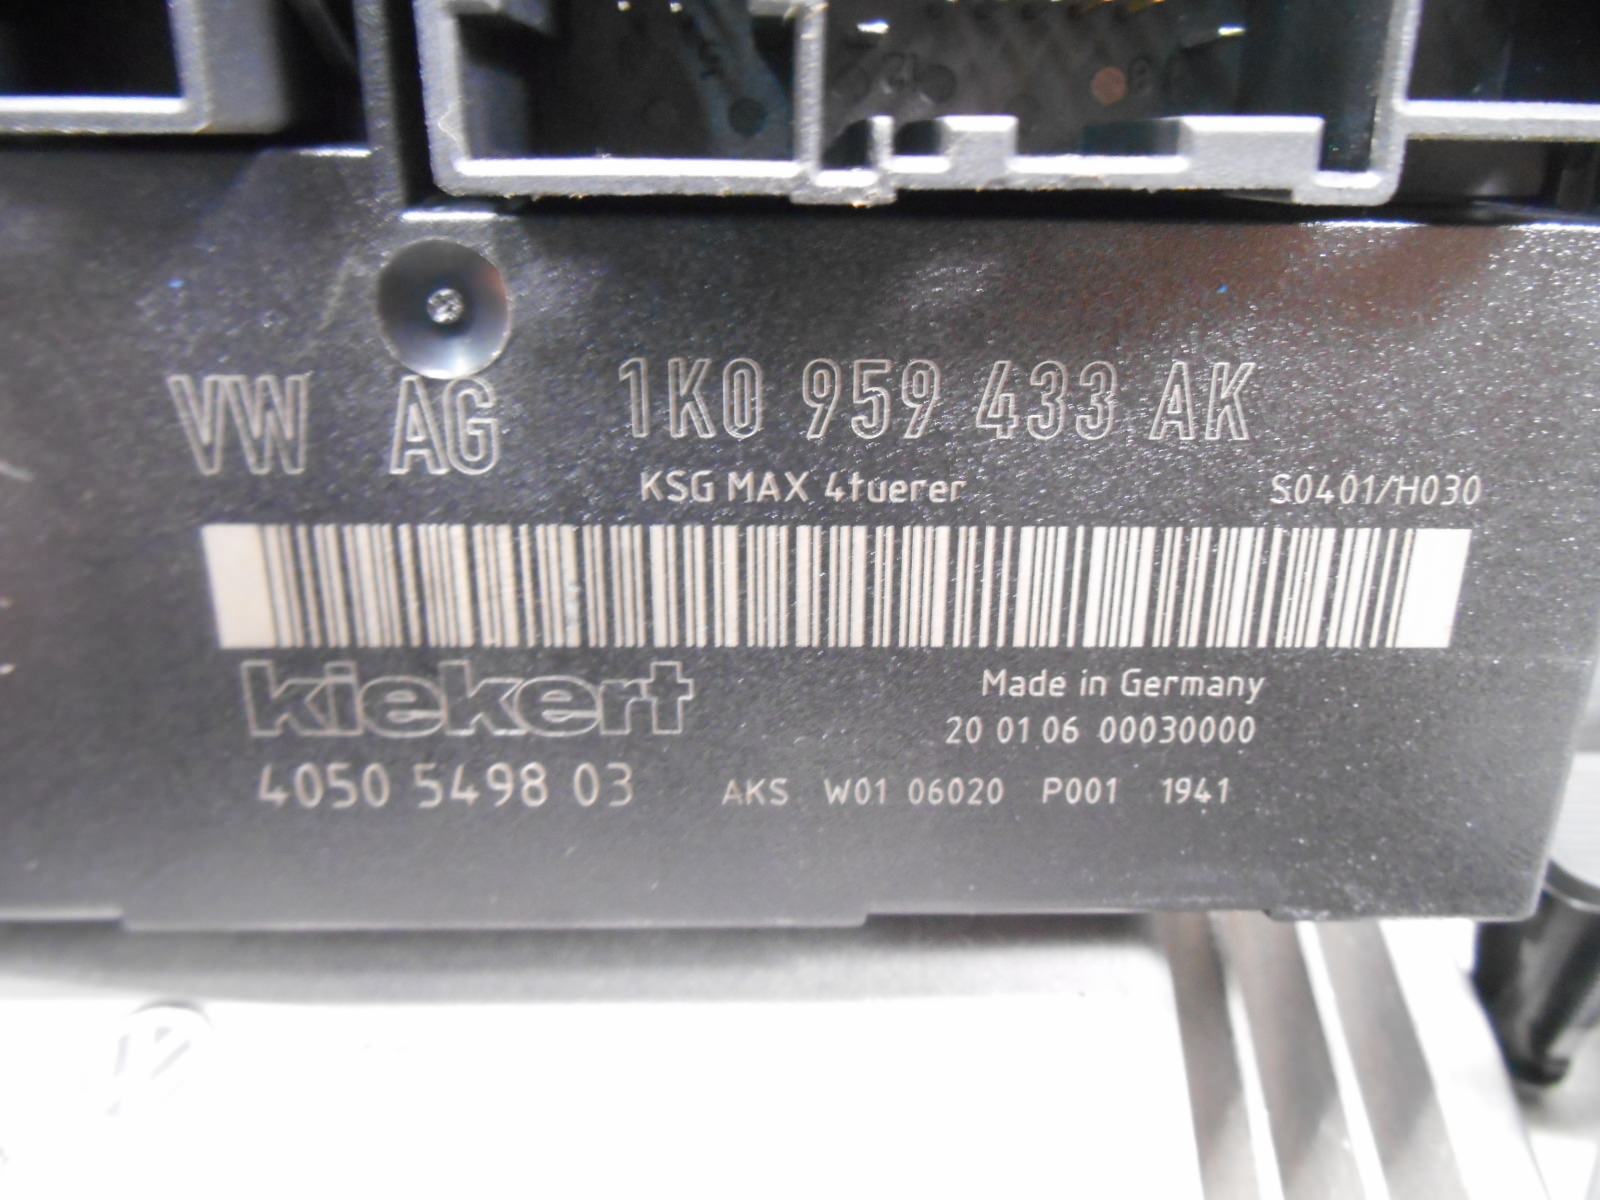 VW AG 1K0 959 433 AK
KSG MAX 4tuerer S0401/H030
kiekert
Made in Germany
20 01 06 00030000
4050 5498 03 AKS W01 06020 P001 1941